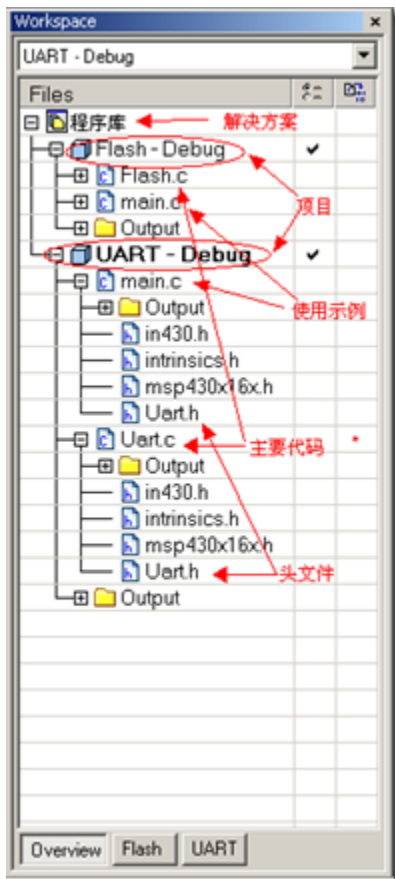 Workspace
UART - Debug
Files
程序库 解决方案
Flash - Debug
Flash.c
main.c 项目
Output
UART - Debug
main.c
Output 使用示例
in430.h
intrinsics.h
msp430x16x.h
Uart.h
Uart.c 主要代码 *
Output
in430.h
intrinsics.h
msp430x16x.h
Uart.h 头文件
Output
Overview Flash UART